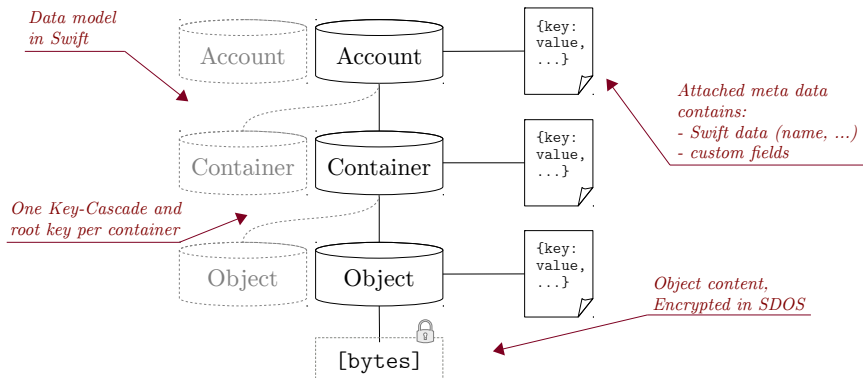 Data model
in Swift
Account
Account
{key:
value,
...}
Attached meta data
contains:
- Swift data (name, ...)
- custom fields
Container
Container
{key:
value,
...}
One Key-Cascade and
root key per container
Object
Object
{key:
value,
...}
Object content,
Encrypted in SDOS
[bytes]